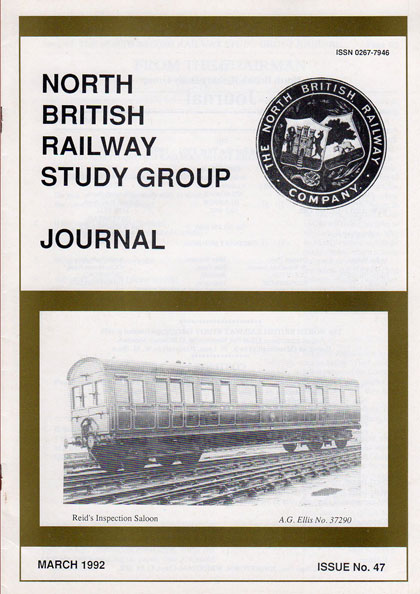 ISSN 0267-7946
NORTH
BRITISH
RAILWAY
STUDY GROUP
JOURNAL
THE NORTH BRITISH RAILWAY
COMPANY.
Reid's Inspection Saloon
A.G. Ellis No. 37290
MARCH 1992
ISSUE No. 47